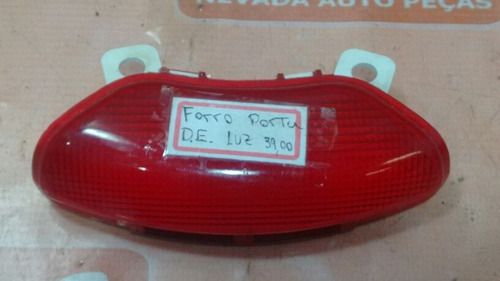 NEVADA AUTO PEÇAS
Forro Porta
D.E. LUZ 39,00